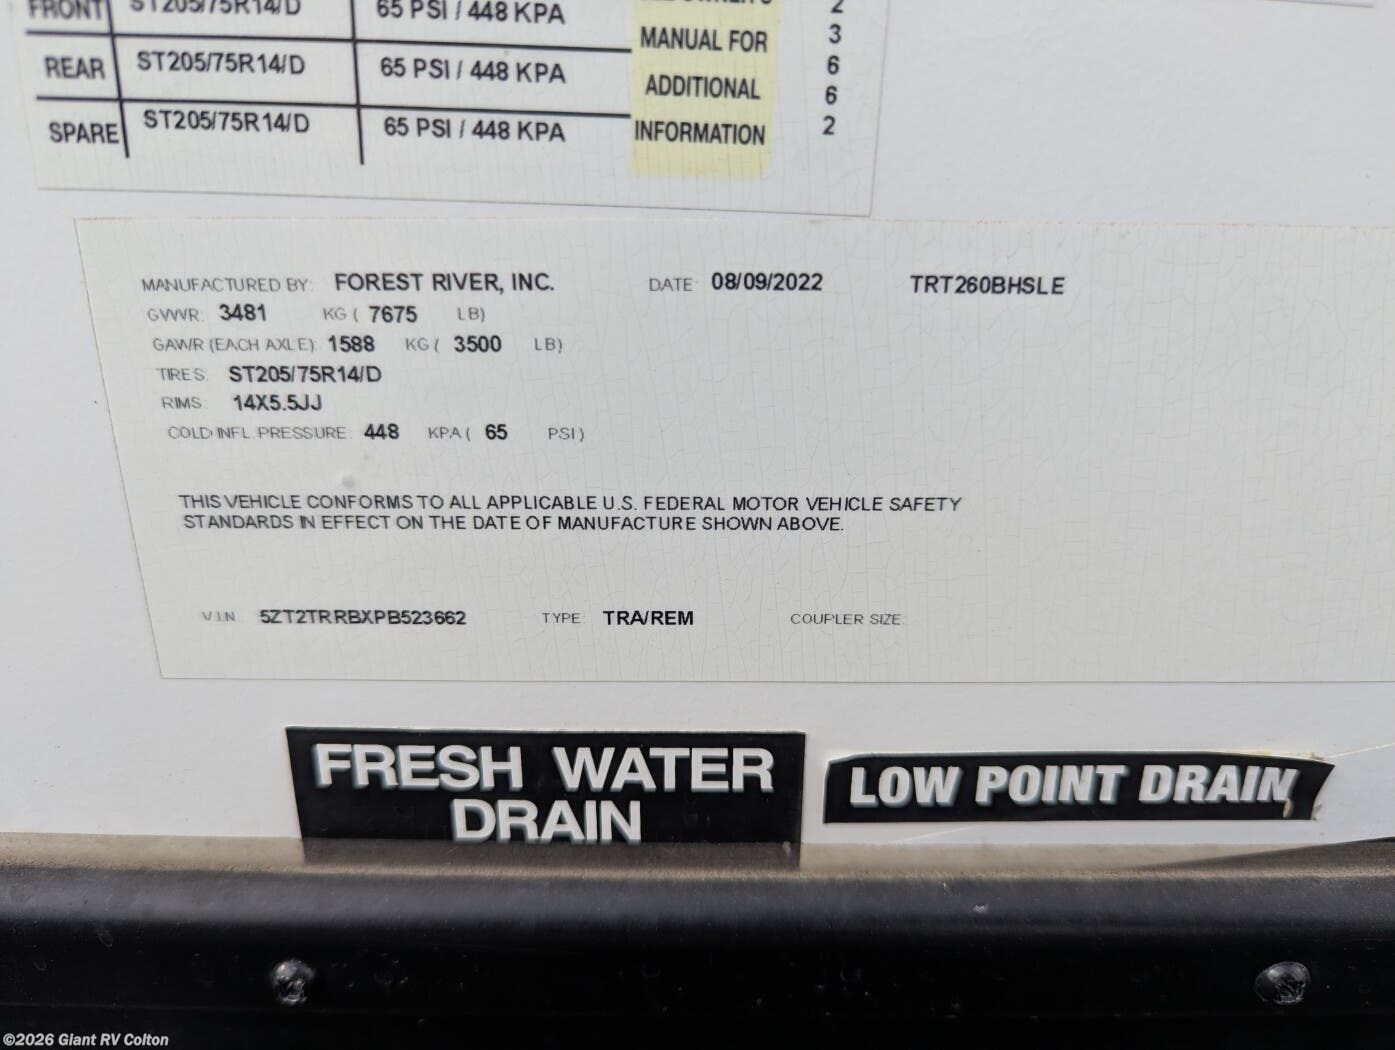 FRONT ST205/75R14/D 65 PSI / 448 KPA 2
MANUAL FOR 3
REAR ST205/75R14/D 65 PSI / 448 KPA 6
ADDITIONAL 6
SPARE ST205/75R14/D 65 PSI / 448 KPA INFORMATION 2
MANUFACTURED BY: FOREST RIVER, INC. DATE: 08/09/2022 TRT260BHSLE
GVWR: 3481 KG ( 7675 LB)
GAWR (EACH AXLE) 1588 KG ( 3500 LB)
TIRES: ST205/75R14/D
RIMS: 14X5.5JJ
COLD INFL. PRESSURE: 448 KPA ( 65 PSI )
THIS VEHICLE CONFORMS TO ALL APPLICABLE U.S. FEDERAL MOTOR VEHICLE SAFETY
STANDARDS IN EFFECT ON THE DATE OF MANUFACTURE SHOWN ABOVE.
V.I.N. 5ZT2TRRBXPB523662 TYPE: TRA/REM COUPLER SIZE:
FRESH WATER
DRAIN
LOW POINT DRAIN
©2026 Giant RV Colton